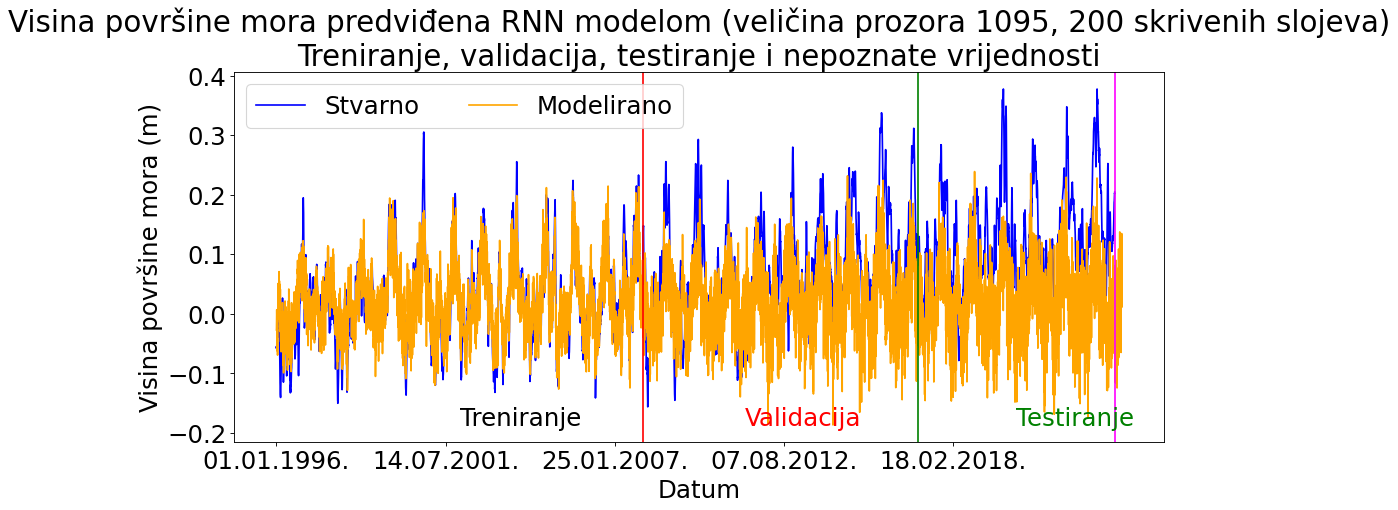 Visina površine mora predviđena RNN modelom (veličina prozora 1095, 200 skrivenih slojeva)
Treniranje, validacija, testiranje i nepoznate vrijednosti
Stvarno
Modelirano
Visina površine mora (m)
0.4
0.3
0.2
0.1
0.0
−0.1
−0.2
Treniranje
Validacija
Testiranje
01.01.1996.
14.07.2001.
25.01.2007.
07.08.2012.
18.02.2018.
Datum